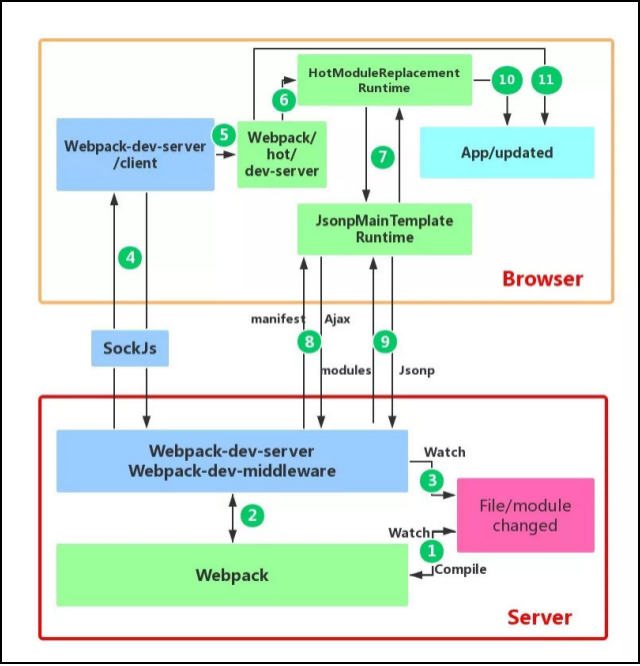 HotModuleReplacement
Runtime
10
11
6
5
Webpack-dev-server
/client
Webpack/
hot/
dev-server
7
App/updated
JsonpMainTemplate
Runtime
4
Browser
manifest
Ajax
8
9
SockJs
modules
Jsonp
Webpack-dev-server
Webpack-dev-middleware
Watch
3
File/module
changed
2
Watch
1
Compile
Webpack
Server